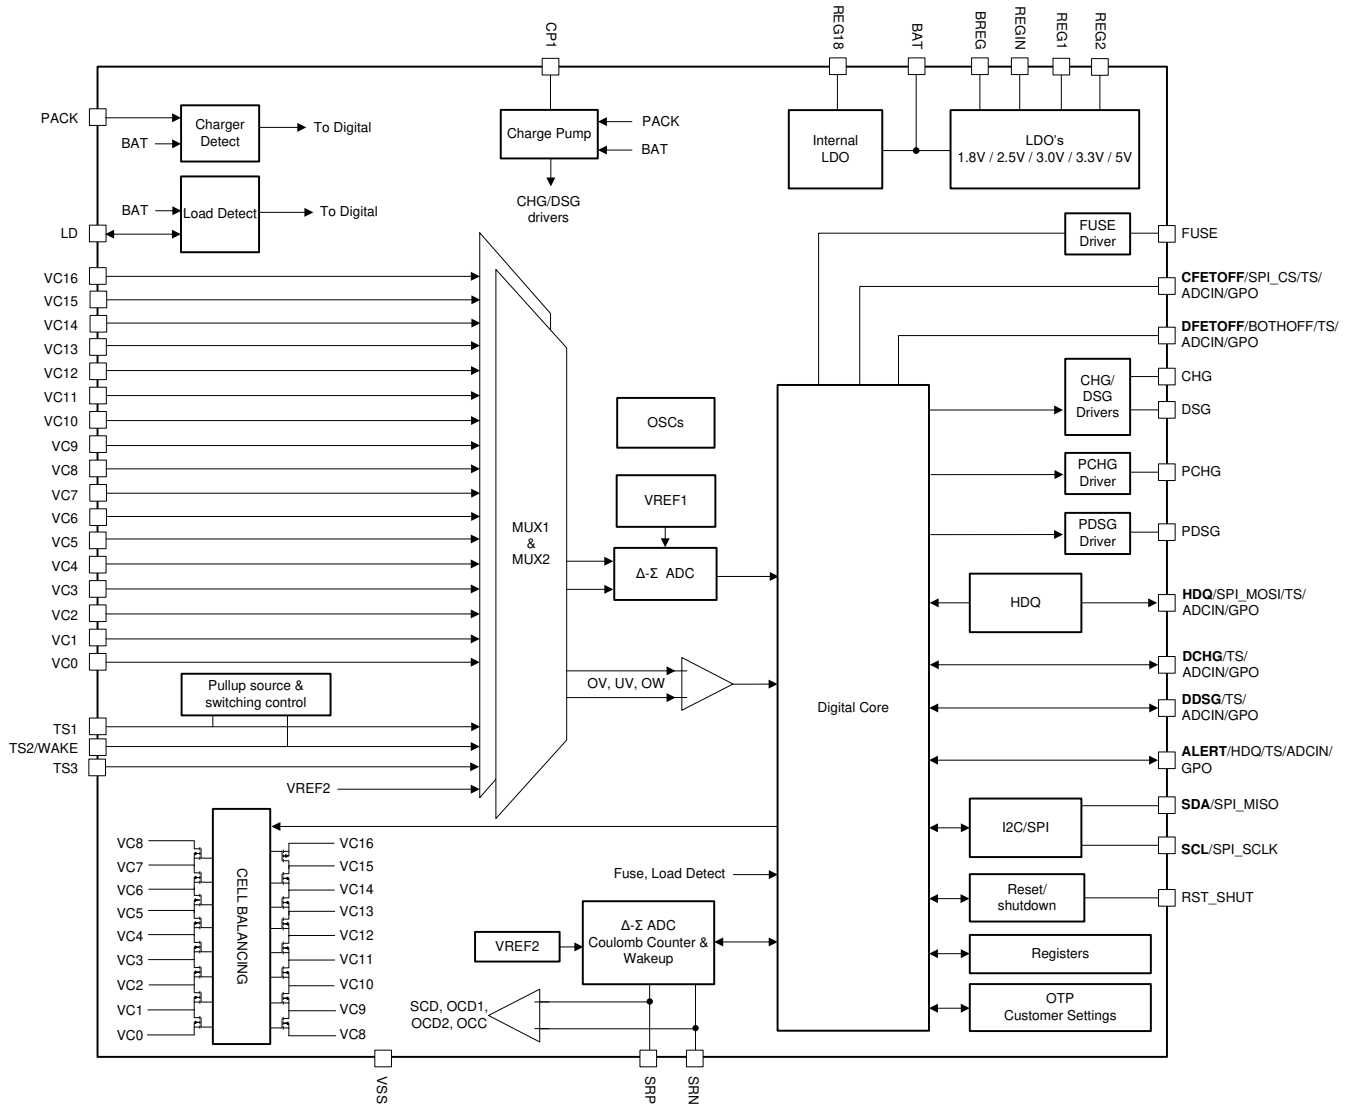 CP1
REG18
BAT
BREG
REGIN
REG1
REG2
PACK
BAT
Charger
Detect
To Digital
Charge Pump
PACK
BAT
CHG/DSG
drivers
Internal
LDO
LDO's
1.8V / 2.5V / 3.0V / 3.3V / 5V
BAT
LD
Load Detect
To Digital
FUSE
Driver
FUSE
CFETOFF/SPI_CS/TS/
ADCIN/GPO
DFETOFF/BOTHOFF/TS/
ADCIN/GPO
VC16
VC15
VC14
VC13
VC12
VC11
VC10
VC9
VC8
VC7
VC6
VC5
VC4
VC3
VC2
VC1
VC0
Pullup source &
switching control
TS1
TS2/WAKE
TS3
VREF2
MUX1
&
MUX2
OSCs
VREF1
Δ-Σ ADC
OV, UV, OW
Digital Core
CHG/
DSG
Drivers
CHG
DSG
PCHG
Driver
PCHG
PDSG
Driver
PDSG
HDQ
HDQ/SPI_MOSI/TS/
ADCIN/GPO
DCHG/TS/
ADCIN/GPO
DDSG/TS/
ADCIN/GPO
ALERT/HDQ/TS/ADCIN/
GPO
I2C/SPI
SDA/SPI_MISO
SCL/SPI_SCLK
Reset/
shutdown
RST_SHUT
Registers
OTP
Customer Settings
VC8
VC7
VC6
VC5
VC4
VC3
VC2
VC1
VC0
CELL BALANCING
VC16
VC15
VC14
VC13
VC12
VC11
VC10
VC9
VC8
Fuse, Load Detect
VREF2
Δ-Σ ADC
Coulomb Counter &
Wakeup
SCD, OCD1,
OCD2, OCC
VSS
SRP
SRN